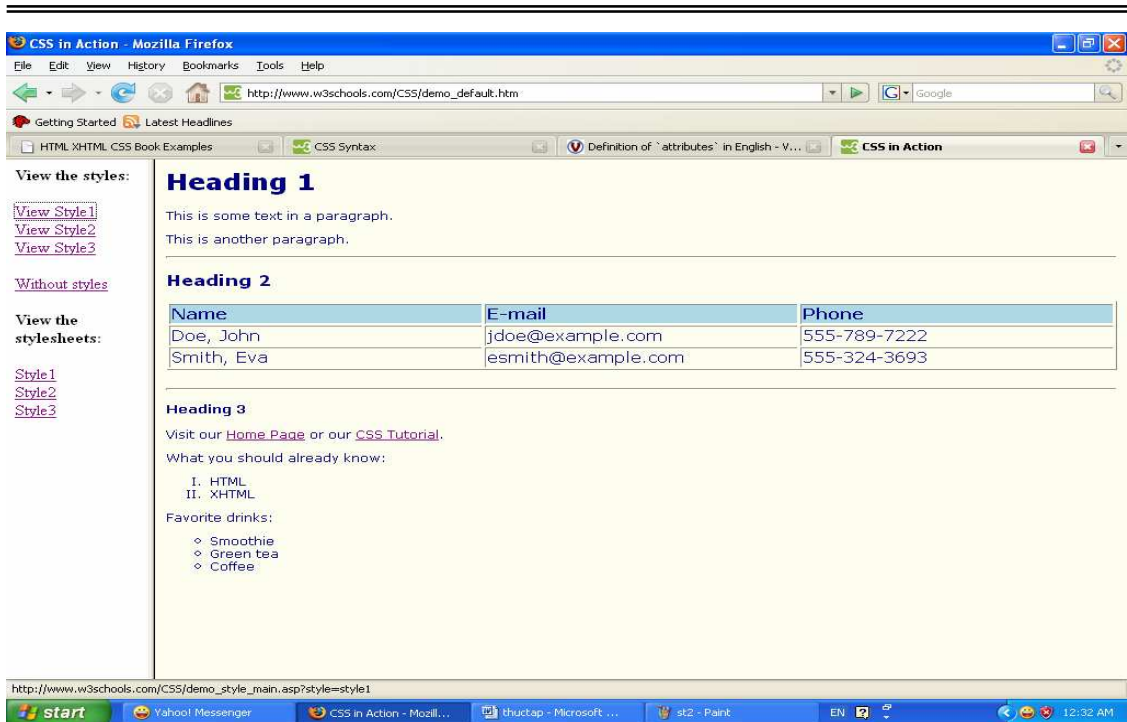 CSS in Action - Mozilla Firefox
File Edit View History Bookmarks Tools Help
http://www.w3schools.com/CSS/demo_default.htm
G Google
Getting Started Latest Headlines
HTML XHTML CSS Book Examples CSS Syntax Definition of `attributes` in English - V... CSS in Action
View the styles:
View Style1
View Style2
View Style3
Without styles
View the
stylesheets:
Style1
Style2
Style3
Heading 1
This is some text in a paragraph.
This is another paragraph.
Heading 2
Name E-mail Phone
Doe, John jdoe@example.com 555-789-7222
Smith, Eva esmith@example.com 555-324-3693
Heading 3
Visit our Home Page or our CSS Tutorial.
What you should already know:
I. HTML
II. XHTML
Favorite drinks:
Smoothie
Green tea
Coffee
http://www.w3schools.com/CSS/demo_style_main.asp?style=style1
start Yahoo! Messenger CSS in Action - Mozill... thuctap - Microsoft ... st2 - Paint EN 12:32 AM